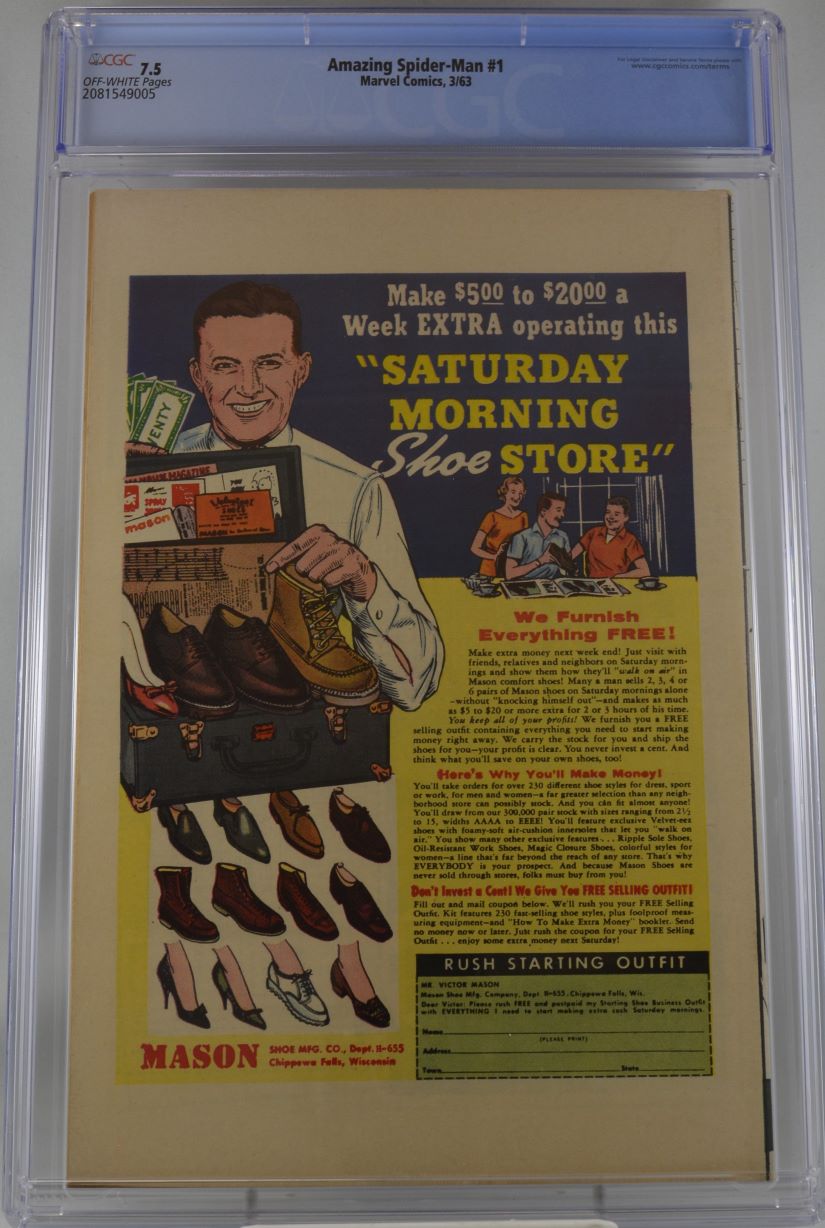 CGC 7.5
OFF-WHITE Pages
2081549005
Amazing Spider-Man #1
Marvel Comics, 3/63
For legal disclaimer and service terms please visit
www.cgccomics.com/terms
CGC
Make $5.00 to $20.00 a
Week EXTRA operating this
"SATURDAY
MORNING
Shoe STORE"
TWENTY
MAGAZINE
SPRAY
mason
YOU
SHOES
MASON
We Furnish
Everything FREE!
Make extra money next week end! Just visit with
friends, relatives and neighbors on Saturday morn-
ings and show them how they'll "walk on air" in
Mason comfort shoes! Many a man sells 2, 3, 4 or
6 pairs of Mason shoes on Saturday mornings alone
-without "knocking himself out"-and makes as much
as $5 to $20 or more extra for 2 or 3 hours of his time.
You keep all of your profits! We furnish you a FREE
selling outfit containing everything you need to start making
money right away. We carry the stock for you and ship the
shoes for you-your profit is clear. You never invest a cent. And
think what you'll save on your own shoes, too!
Here's Why You'll Make Money!
You'll take orders for over 230 different shoe styles for dress, sport
or work, for men and women-a far greater selection than any neigh-
borhood store can possibly stock. And you can fit almost anyone!
You'll draw from our 300,000 pair stock with sizes ranging from 2½
to 15, widths AAAA to EEEE! You'll feature exclusive Velvet-eez
shoes with foamy-soft air-cushion innersoles that let you "walk on
air." You show many other exclusive features . . . Ripple Sole Shoes,
Oil-Resistant Work Shoes, Magic Closure Shoes, colorful styles for
women-a line that's far beyond the reach of any store. That's why
EVERYBODY is your prospect. And because Mason Shoes are
never sold through stores, folks must buy from you!
Don't Invest a Cent! We Give You FREE SELLING OUTFIT!
Fill out and mail coupon below. We'll rush you your FREE Selling
Outfit. Kit features 230 fast-selling shoe styles, plus foolproof meas-
uring equipment-and "How To Make Extra Money" booklet. Send
no money now or later. Just rush the coupon for your FREE Selling
Outfit . . . enjoy some extra money next Saturday!
RUSH STARTING OUTFIT
MR. VICTOR MASON
Mason Shoe Mfg. Company, Dept. H-655, Chippewa Falls, Wis.
Dear Victor: Please rush FREE and postpaid my Starting Shoe Business Outfit
with EVERYTHING I need to start making extra cash Saturday mornings.
Name
(PLEASE PRINT)
Address
Town State
MASON SHOE MFG. CO., Dept. H-655
Chippewa Falls, Wisconsin